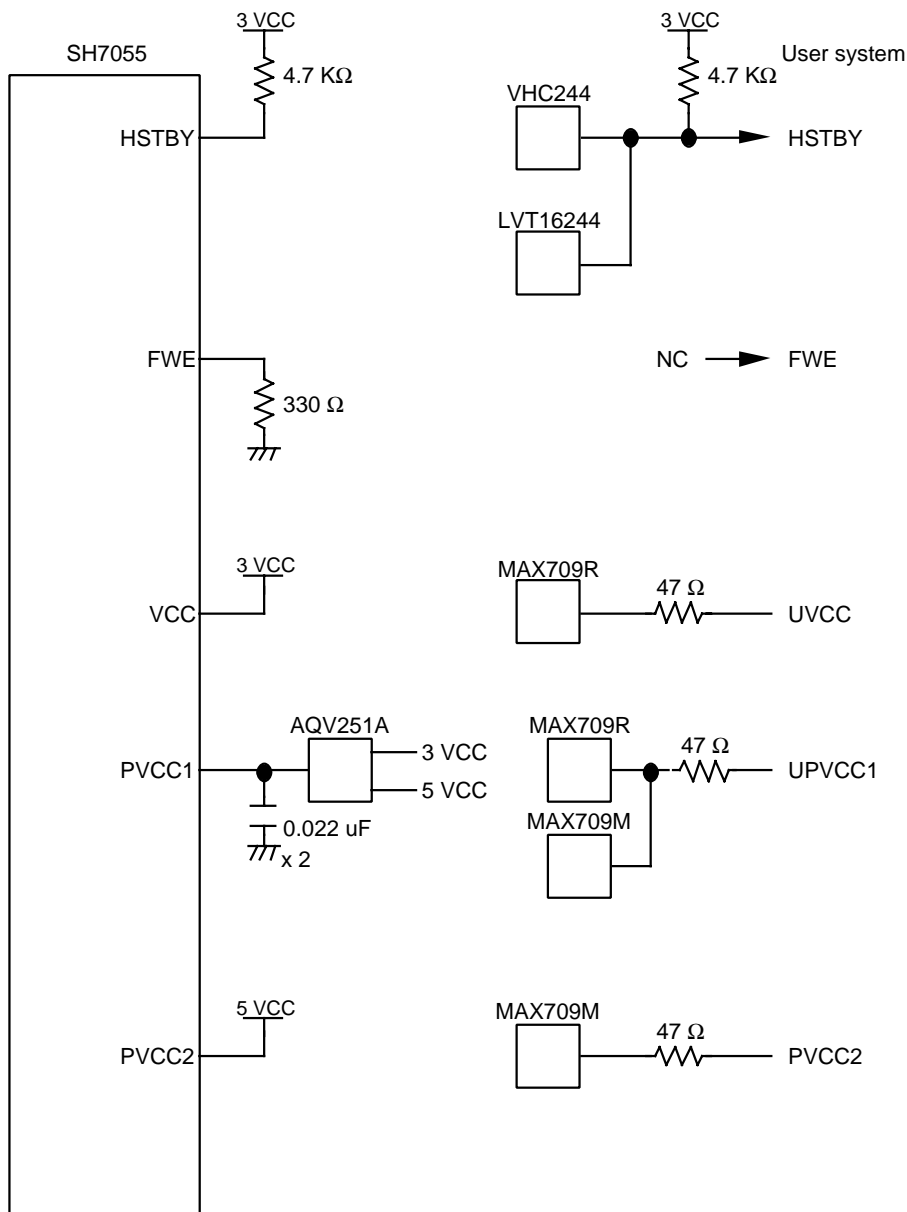 3 VCC
3 VCC
SH7055
User system
4.7 KΩ
4.7 KΩ
VHC244
HSTBY
HSTBY
LVT16244
FWE
NC
FWE
330 Ω
3 VCC
MAX709R
47 Ω
VCC
UVCC
AQV251A
MAX709R
3 VCC
47 Ω
PVCC1
UPVCC1
5 VCC
MAX709M
0.022 uF
x 2
5 VCC
MAX709M
47 Ω
PVCC2
PVCC2